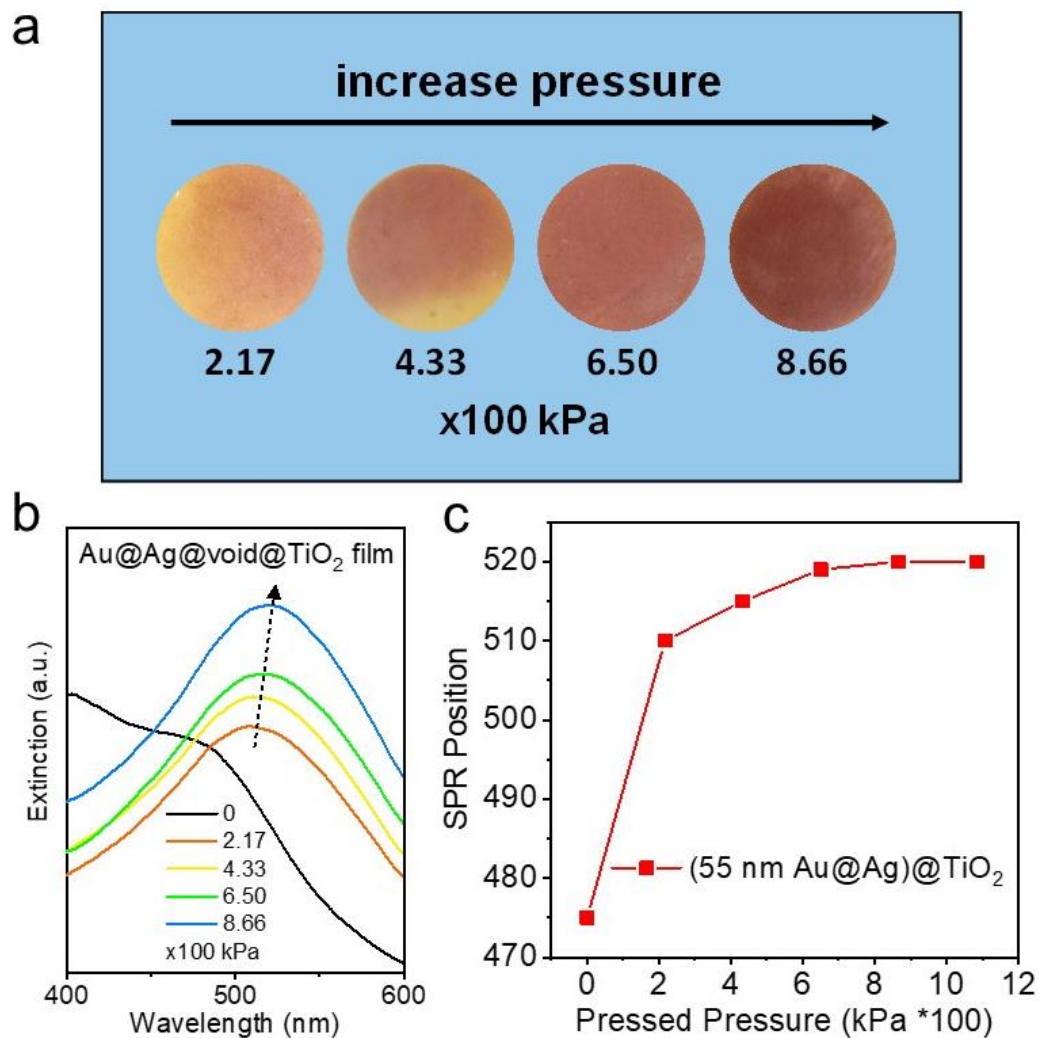 a
increase pressure
2.17 4.33 6.50 8.66
x100 kPa
b
Au@Ag@void@TiO₂ film
Extinction (a.u.)
0
2.17
4.33
6.50
8.66
x100 kPa
400 500 600
Wavelength (nm)
c
SPR Position
520
510
500
490
480
470
(55 nm Au@Ag)@TiO₂
0 2 4 6 8 10 12
Pressed Pressure (kPa *100)